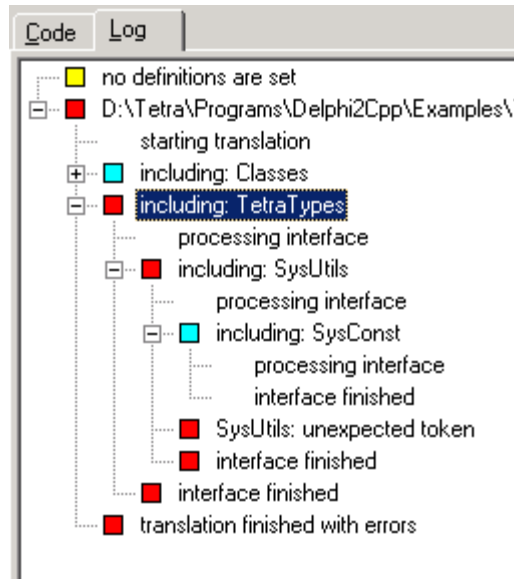 Code Log
no definitions are set
D:\Tetra\Programs\Delphi2Cpp\Examples\
starting translation
including: Classes
including: TetraTypes
processing interface
including: SysUtils
processing interface
including: SysConst
processing interface
interface finished
SysUtils: unexpected token
interface finished
interface finished
translation finished with errors